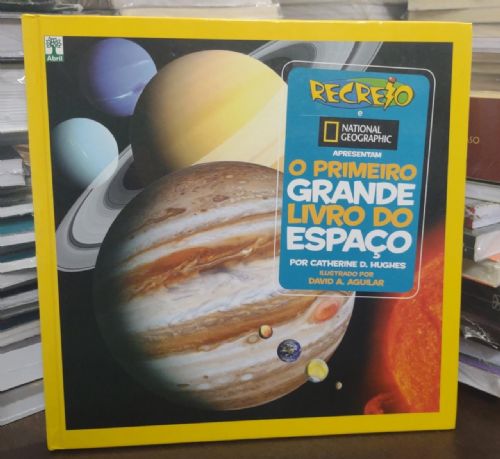 Abril
RECREIO
e
NATIONAL
GEOGRAPHIC
APRESENTAM
O PRIMEIRO
GRANDE
LIVRO DO
ESPAÇO
POR CATHERINE D. HUGHES
ILUSTRADO POR
DAVID A. AGUILAR